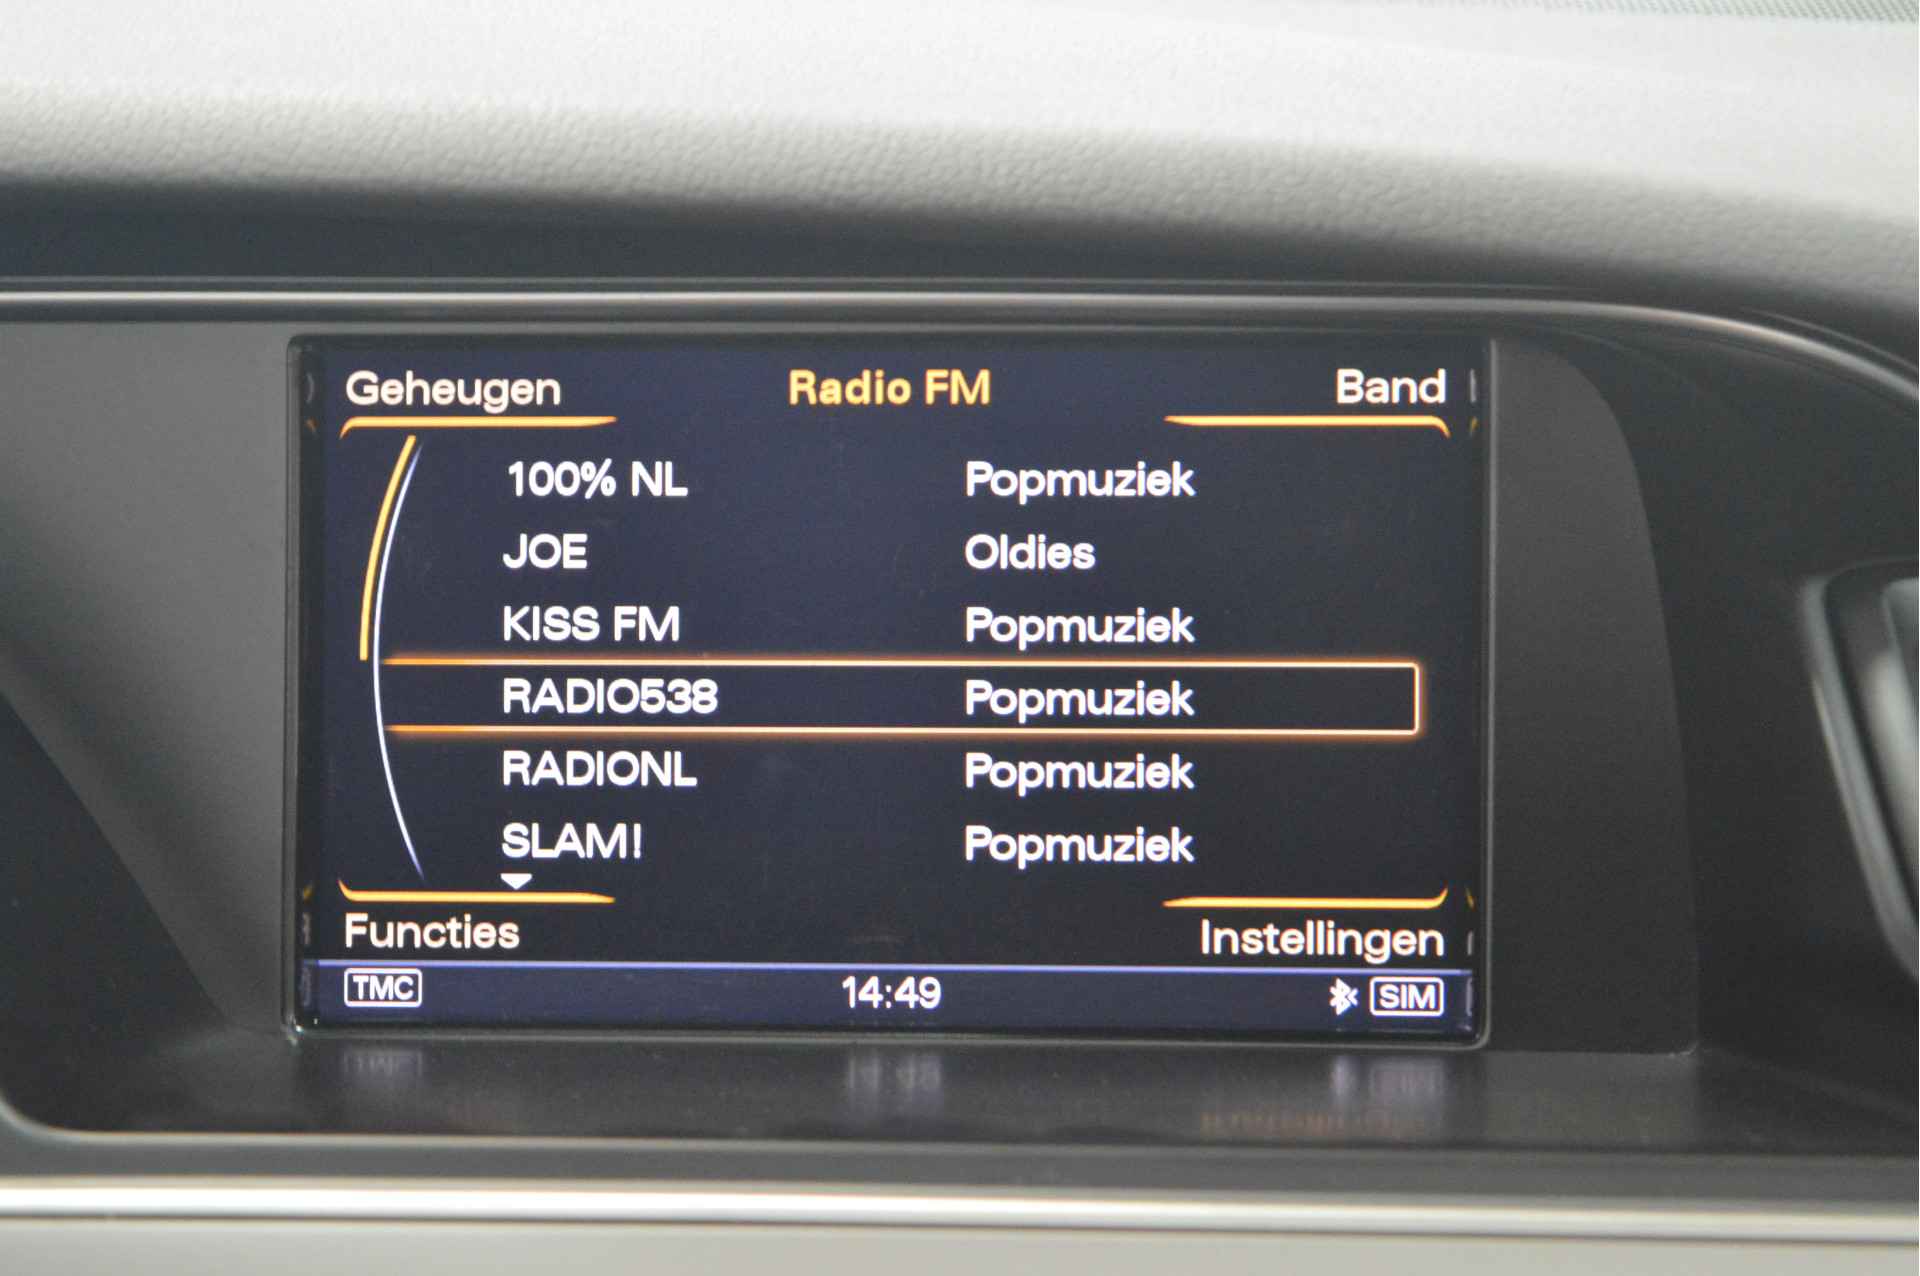 Geheugen Radio FM Band
100% NL Popmuziek
JOE Oldies
KISS FM Popmuziek
RADIO538 Popmuziek
RADIONL Popmuziek
SLAM! Popmuziek
Functies Instellingen
TMC 14:49 SIM